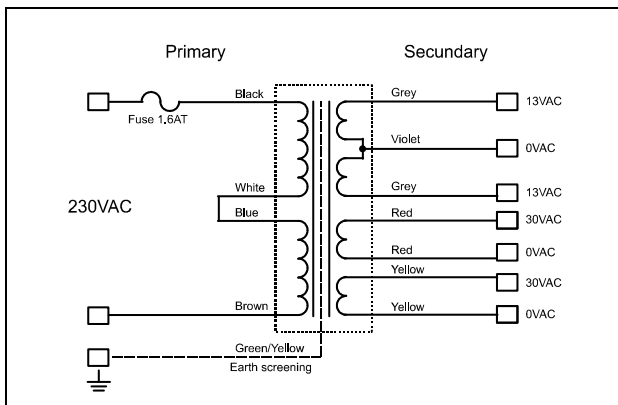 Primary
Secundary
Black
Grey
13VAC
Fuse 1.6AT
Violet
0VAC
White
Grey
13VAC
230VAC
Blue
Red
30VAC
Red
0VAC
Yellow
30VAC
Brown
Yellow
0VAC
Green/Yellow
Earth screening